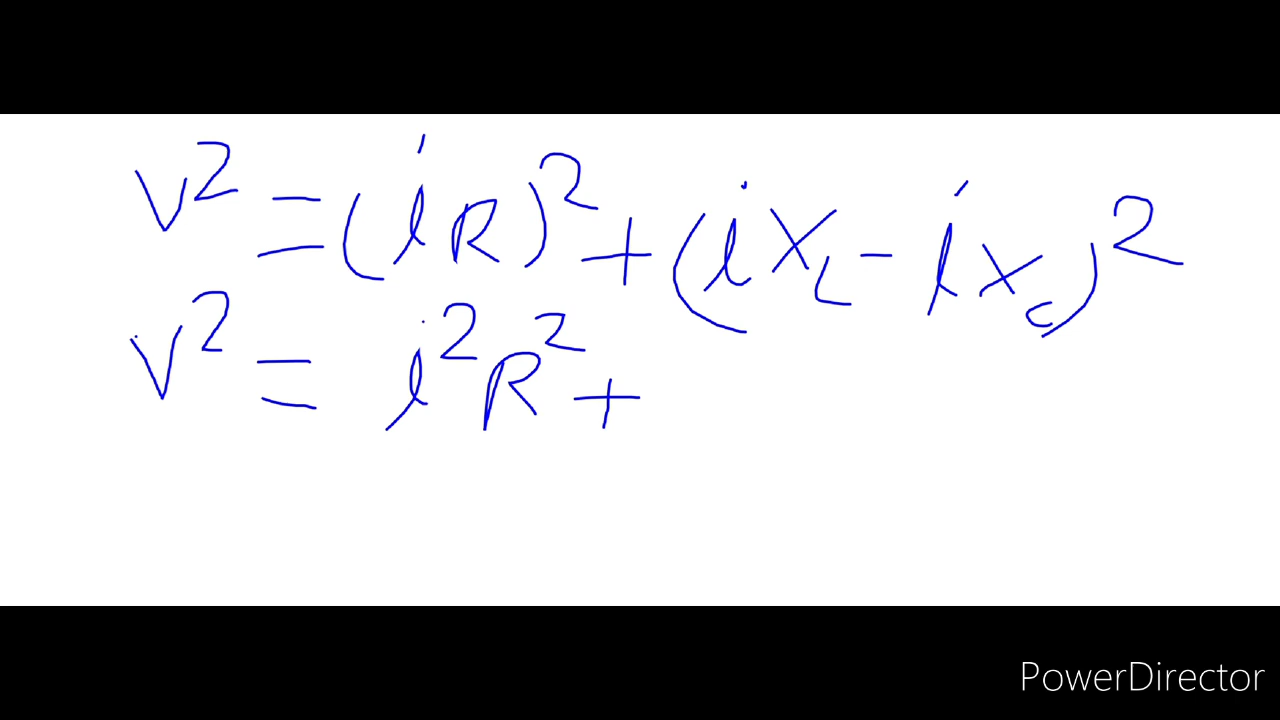 V² = (iR)² + (iX_L - iX_C)²
V² = i²R² +
PowerDirector